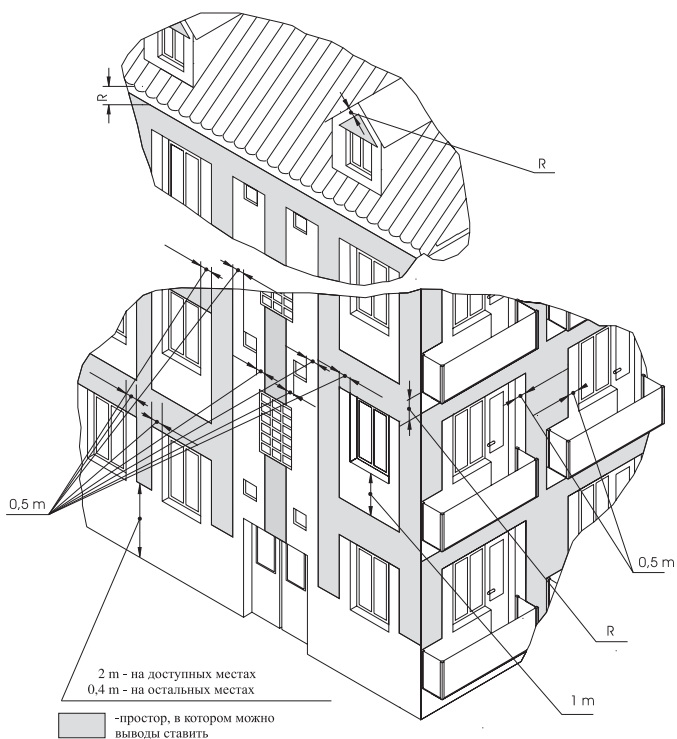 R
R
0,5 m
0,5 m
R
1 m
2 m - на доступных местах
0,4 m - на остальных местах
-простор, в котором можно
выводы ставить